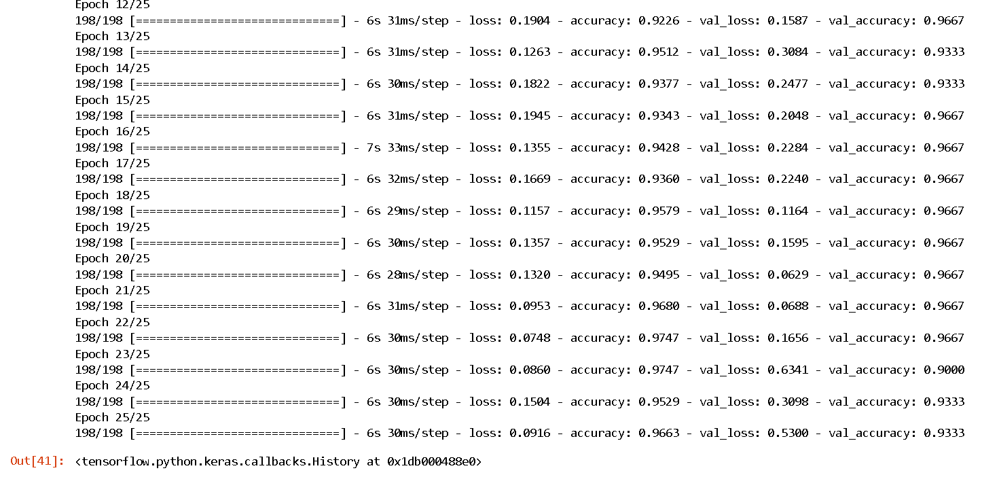 Epoch 12/25
198/198 [==============================] - 6s 31ms/step - loss: 0.1904 - accuracy: 0.9226 - val_loss: 0.1587 - val_accuracy: 0.9667
Epoch 13/25
198/198 [==============================] - 6s 31ms/step - loss: 0.1263 - accuracy: 0.9512 - val_loss: 0.3084 - val_accuracy: 0.9333
Epoch 14/25
198/198 [==============================] - 6s 30ms/step - loss: 0.1822 - accuracy: 0.9377 - val_loss: 0.2477 - val_accuracy: 0.9333
Epoch 15/25
198/198 [==============================] - 6s 31ms/step - loss: 0.1945 - accuracy: 0.9343 - val_loss: 0.2048 - val_accuracy: 0.9667
Epoch 16/25
198/198 [==============================] - 7s 33ms/step - loss: 0.1355 - accuracy: 0.9428 - val_loss: 0.2284 - val_accuracy: 0.9667
Epoch 17/25
198/198 [==============================] - 6s 32ms/step - loss: 0.1669 - accuracy: 0.9360 - val_loss: 0.2240 - val_accuracy: 0.9667
Epoch 18/25
198/198 [==============================] - 6s 29ms/step - loss: 0.1157 - accuracy: 0.9579 - val_loss: 0.1164 - val_accuracy: 0.9667
Epoch 19/25
198/198 [==============================] - 6s 30ms/step - loss: 0.1357 - accuracy: 0.9529 - val_loss: 0.1595 - val_accuracy: 0.9667
Epoch 20/25
198/198 [==============================] - 6s 28ms/step - loss: 0.1320 - accuracy: 0.9495 - val_loss: 0.0629 - val_accuracy: 0.9667
Epoch 21/25
198/198 [==============================] - 6s 31ms/step - loss: 0.0953 - accuracy: 0.9680 - val_loss: 0.0688 - val_accuracy: 0.9667
Epoch 22/25
198/198 [==============================] - 6s 30ms/step - loss: 0.0748 - accuracy: 0.9747 - val_loss: 0.1656 - val_accuracy: 0.9667
Epoch 23/25
198/198 [==============================] - 6s 30ms/step - loss: 0.0860 - accuracy: 0.9747 - val_loss: 0.6341 - val_accuracy: 0.9000
Epoch 24/25
198/198 [==============================] - 6s 30ms/step - loss: 0.1504 - accuracy: 0.9529 - val_loss: 0.3098 - val_accuracy: 0.9333
Epoch 25/25
198/198 [==============================] - 6s 30ms/step - loss: 0.0916 - accuracy: 0.9663 - val_loss: 0.5300 - val_accuracy: 0.9333
Out[41]: <tensorflow.python.keras.callbacks.History at 0x1db000488e0>